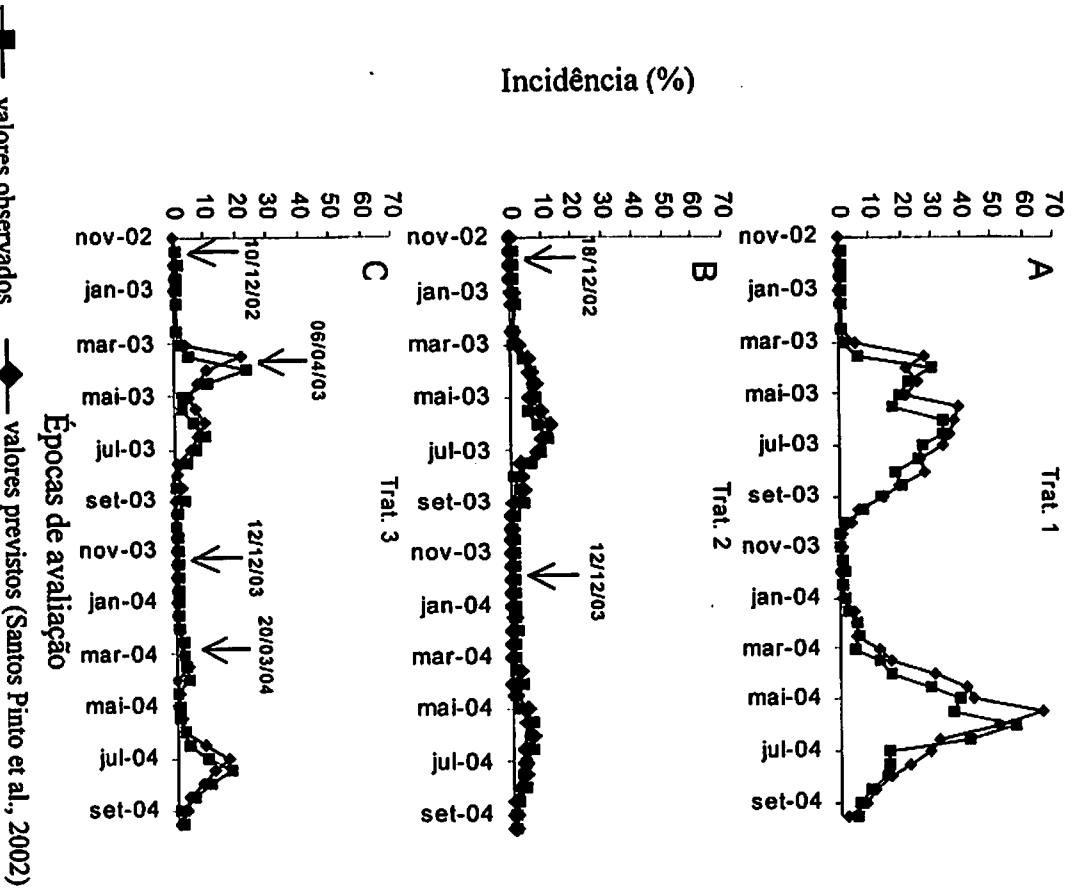 Incidência (%)
A
Trat. 1
70
60
50
40
30
20
10
0
nov-02
jan-03
mar-03
mai-03
jul-03
set-03
nov-03
jan-04
mar-04
mai-04
jul-04
set-04
B
Trat. 2
70
60
50
40
30
20
10
0
18/12/02
12/12/03
nov-02
jan-03
mar-03
mai-03
jul-03
set-03
nov-03
jan-04
mar-04
mai-04
jul-04
set-04
C
Trat. 3
70
60
50
40
30
20
10
0
10/12/02
06/04/03
12/12/03
20/03/04
nov-02
jan-03
mar-03
mai-03
jul-03
set-03
nov-03
jan-04
mar-04
mai-04
jul-04
set-04
Épocas de avaliação
valores observados
valores previstos (Santos Pinto et al., 2002)